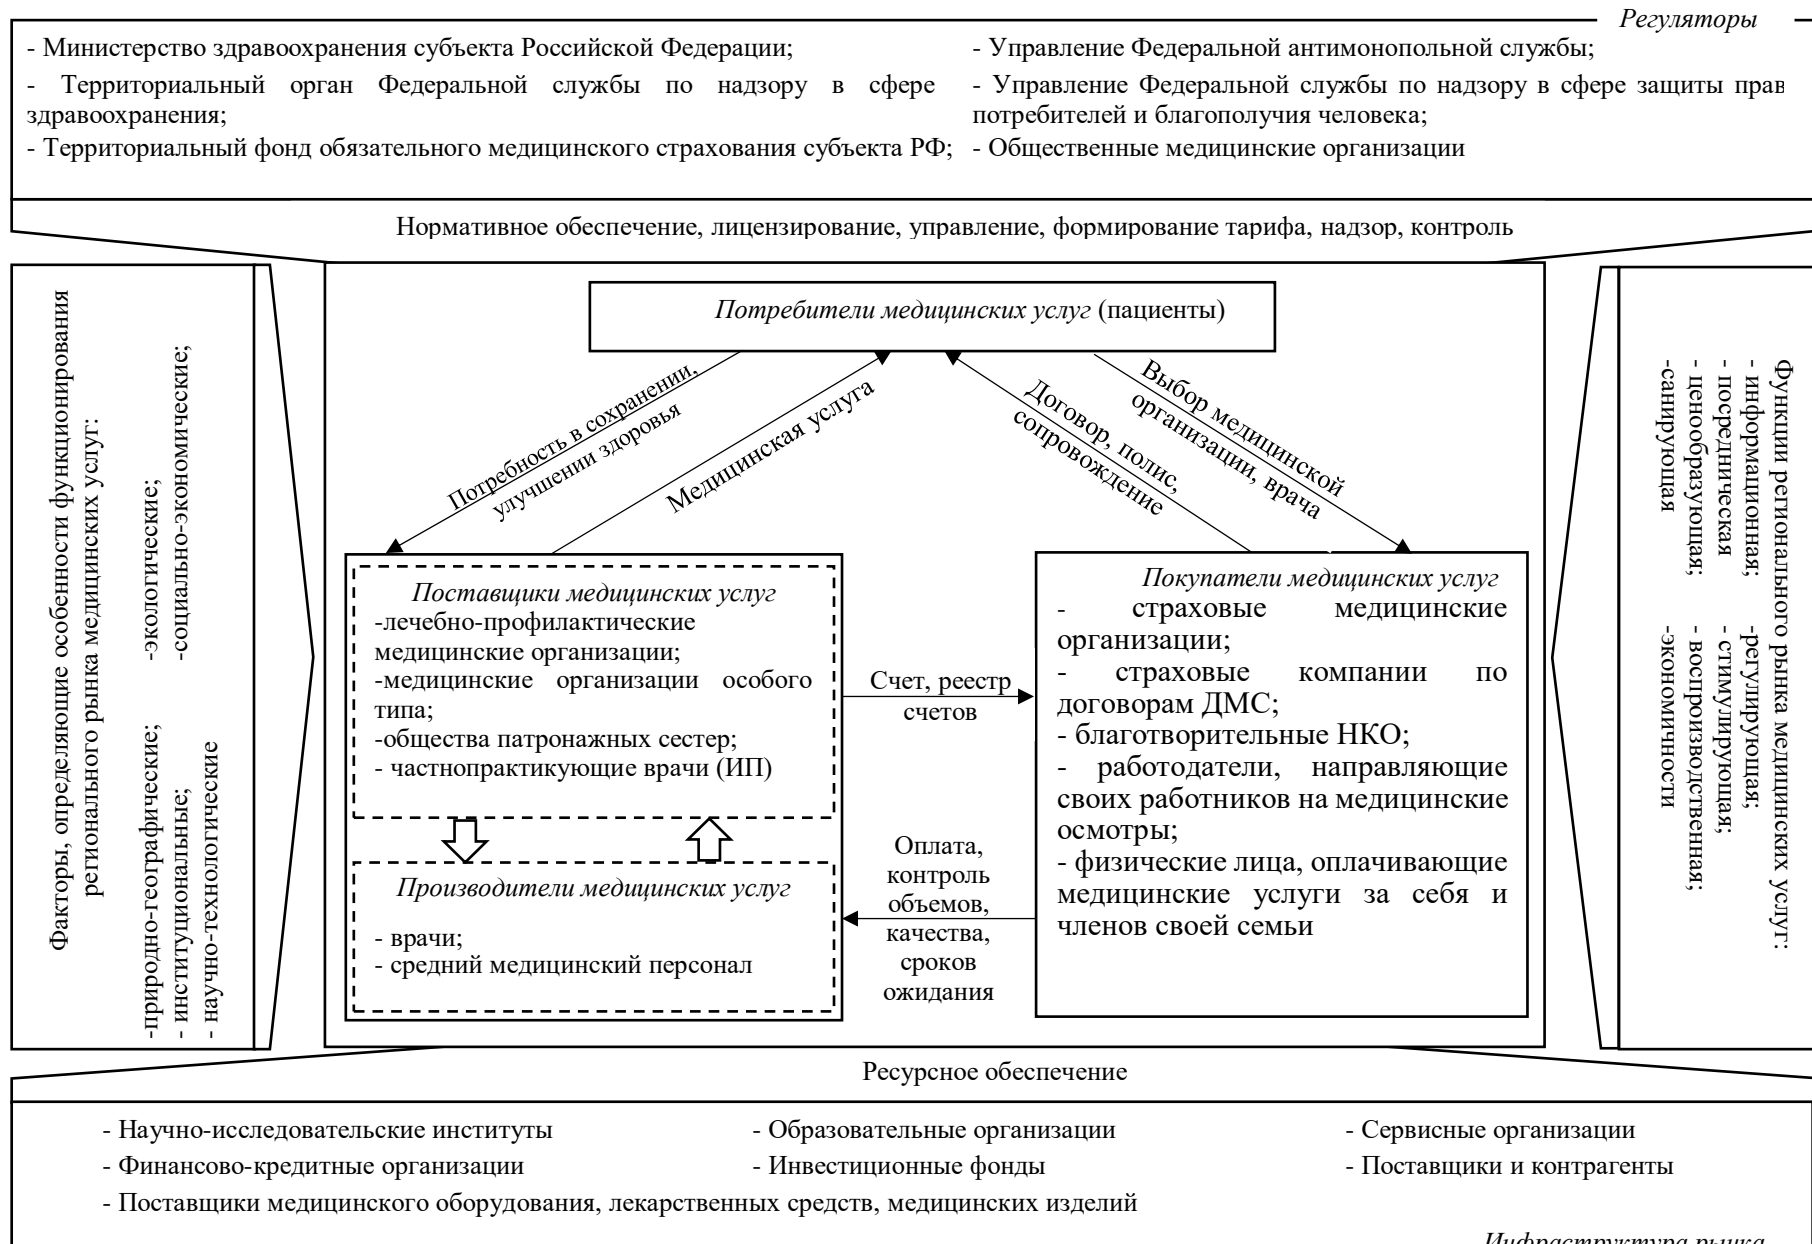 Регуляторы
- Министерство здравоохранения субъекта Российской Федерации;
- Территориальный орган Федеральной службы по надзору в сфере
здравоохранения;
- Территориальный фонд обязательного медицинского страхования субъекта РФ;
- Управление Федеральной антимонопольной службы;
- Управление Федеральной службы по надзору в сфере защиты прав
потребителей и благополучия человека;
- Общественные медицинские организации
Нормативное обеспечение, лицензирование, управление, формирование тарифа, надзор, контроль
Факторы, определяющие особенности функционирования
регионального рынка медицинских услуг:
-природно-географические;
-экологические;
- институциональные;
-социально-экономические;
- научно-технологические
Потребители медицинских услуг (пациенты)
Потребность в сохранении,
улучшении здоровья
Медицинская услуга
Договор, полис,
сопровождение
Выбор медицинской
организации, врача
Поставщики медицинских услуг
-лечебно-профилактические
медицинские организации;
-медицинские организации особого
типа;
-общества патронажных сестер;
- частнопрактикующие врачи (ИП)
Производители медицинских услуг
- врачи;
- средний медицинский персонал
Счет, реестр
счетов
Оплата,
контроль
объемов,
качества,
сроков
ожидания
Покупатели медицинских услуг
- страховые медицинские
организации;
- страховые компании по
договорам ДМС;
- благотворительные НКО;
- работодатели, направляющие
своих работников на медицинские
осмотры;
- физические лица, оплачивающие
медицинские услуги за себя и
членов своей семьи
Функции регионального рынка медицинских услуг:
- информационная;
-регулирующая;
- посредническая
- стимулирующая;
- ценообразующая;
- воспроизводственная;
-санирующая
-экономичности
Ресурсное обеспечение
- Научно-исследовательские институты
- Образовательные организации
- Сервисные организации
- Финансово-кредитные организации
- Инвестиционные фонды
- Поставщики и контрагенты
- Поставщики медицинского оборудования, лекарственных средств, медицинских изделий
Инфраструктура рынка